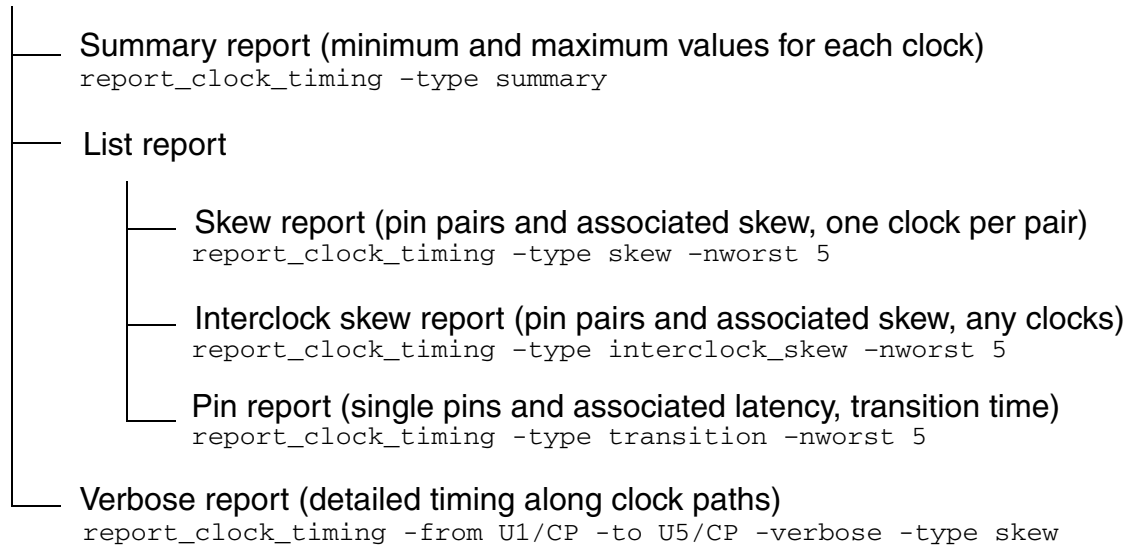 Summary report (minimum and maximum values for each clock)
report_clock_timing –type summary
List report
Skew report (pin pairs and associated skew, one clock per pair)
report_clock_timing –type skew –nworst 5
Interclock skew report (pin pairs and associated skew, any clocks)
report_clock_timing –type interclock_skew –nworst 5
Pin report (single pins and associated latency, transition time)
report_clock_timing -type transition –nworst 5
Verbose report (detailed timing along clock paths)
report_clock_timing -from U1/CP -to U5/CP -verbose -type skew